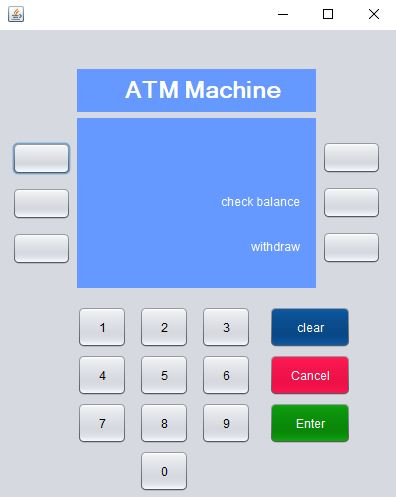 ATM Machine
check balance
withdraw
1 2 3 clear
4 5 6 Cancel
7 8 9 Enter
0